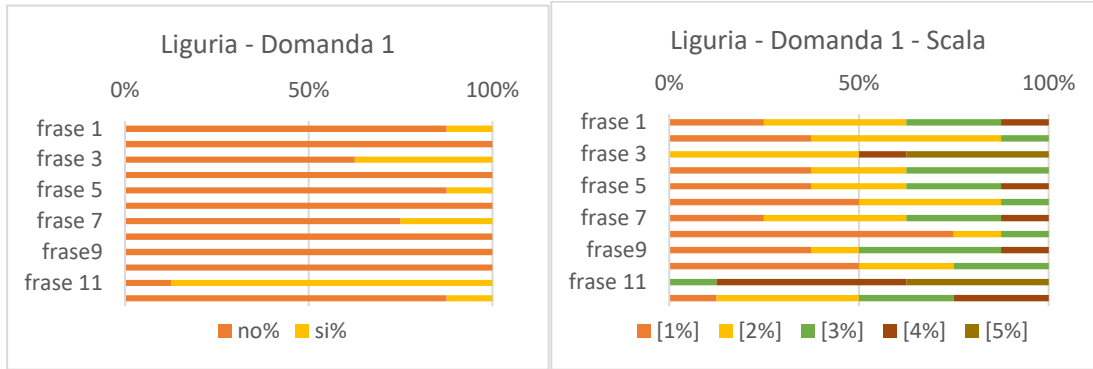 Liguria - Domanda 1
0% 50% 100%
frase 1
frase 3
frase 5
frase 7
frase9
frase 11
no% si%
Liguria - Domanda 1 - Scala
0% 50% 100%
frase 1
frase 3
frase 5
frase 7
frase9
frase 11
[1%] [2%] [3%] [4%] [5%]